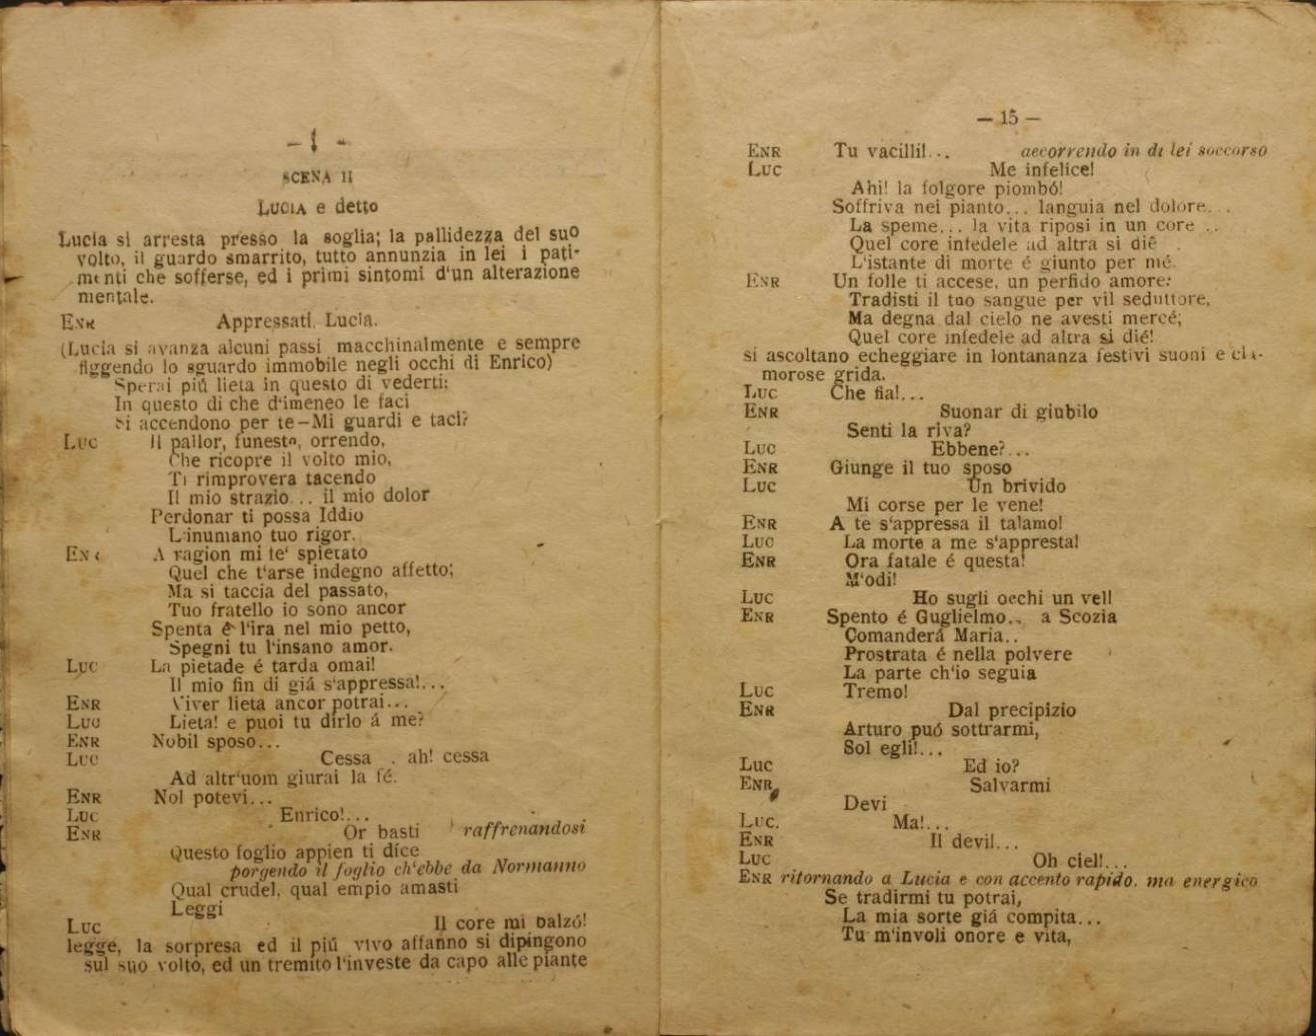 SCENA II
LUCIA e detto
Lucia si arresta presso la soglia; la pallidezza del suo
volto, il guardo smarrito, tutto annunzia in lei i pati-
menti che sofferse, ed i primi sintomi d'un alterazione
mentale.
ENR Appressati, Lucia.
(Lucia si avanza alcuni passi macchinalmente e sempre
figgendo lo sguardo immobile negli occhi di Enrico)
Sperai piú lieta in questo di vederti:
In questo di che d'imeneo le faci
Si accendono per te—Mi guardi e taci?
LUC Il pallor, funesto, orrendo,
Che ricopre il volto mio,
Ti rimprovera tacendo
Il mio strazio... il mio dolor
Perdonar ti possa Iddio
L'inumano tuo rigor.
ENR A ragion mi fe' spietato
Quel che t'arse indegno affetto;
Ma si taccia del passato,
Tuo fratello io sono ancor
Spenta é l'ira nel mio petto,
Spegni tu l'insano amor.
LUC La pietade é tarda omai!
Il mio fin di giá s'appressa!...
ENR Viver lieta ancor potrai...
LUC Lieta! e puoi tu dirlo á me?
ENR Nobil sposo...
LUC Cessa . ah! cessa
Ad altr'uom giurai la fé.
ENR Nol potevi...
LUC Enrico!...
ENR Or basti raffrenandosi
Questo foglio appien ti dice
porgendo il foglio ch'ebbe da Normanno
Qual crudel, qual empio amasti
Leggi
LUC Il core mi balzó!
legge, la sorpresa ed il piú vivo affanno si dipingono
sul suo volto, ed un tremito l'investe da capo alle piante
— 15 —
ENR Tu vacilli!... accorrendo in di lei soccorso
LUC Me infelice!
Ahi! la folgore piombó!
Soffriva nei pianto... languia nel dolore...
La speme... la vita riposi in un core ..
Quel core infedele ad altra si dié .
L'istante di morte é giunto per mé.
ENR Un folle ti accese, un perfido amore:
Tradisti il tuo sangue per vil seduttore,
Ma degna dal cielo ne avesti mercé;
Quel core infedele ad altra si dié!
si ascoltano echeggiare in lontananza festivi suoni e cla-
morose grida.
LUC Che fia!...
ENR Suonar di giubilo
Senti la riva?
LUC Ebbene?...
ENR Giunge il tuo sposo
LUC Un brivido
Mi corse per le vene!
ENR A te s'appressa il talamo!
LUC La morte a me s'appresta!
ENR Ora fatale é questa!
M'odi!
LUC Ho sugli occhi un vel!
ENR Spento é Guglielmo.. a Scozia
Comanderá Maria..
Prostrata é nella polvere
La parte ch'io seguia
LUC Tremo!
ENR Dal precipizio
Arturo puó sottrarmi,
Sol egli!...
LUC Ed io?
ENR Salvarmi
Devi
LUC. Ma!...
ENR Il devi!...
LUC Oh ciel!...
ENR ritornando a Lucia e con accento rapido. ma energico
Se tradirmi tu potrai,
La mia sorte giá compita...
Tu m'involi onore e vita,